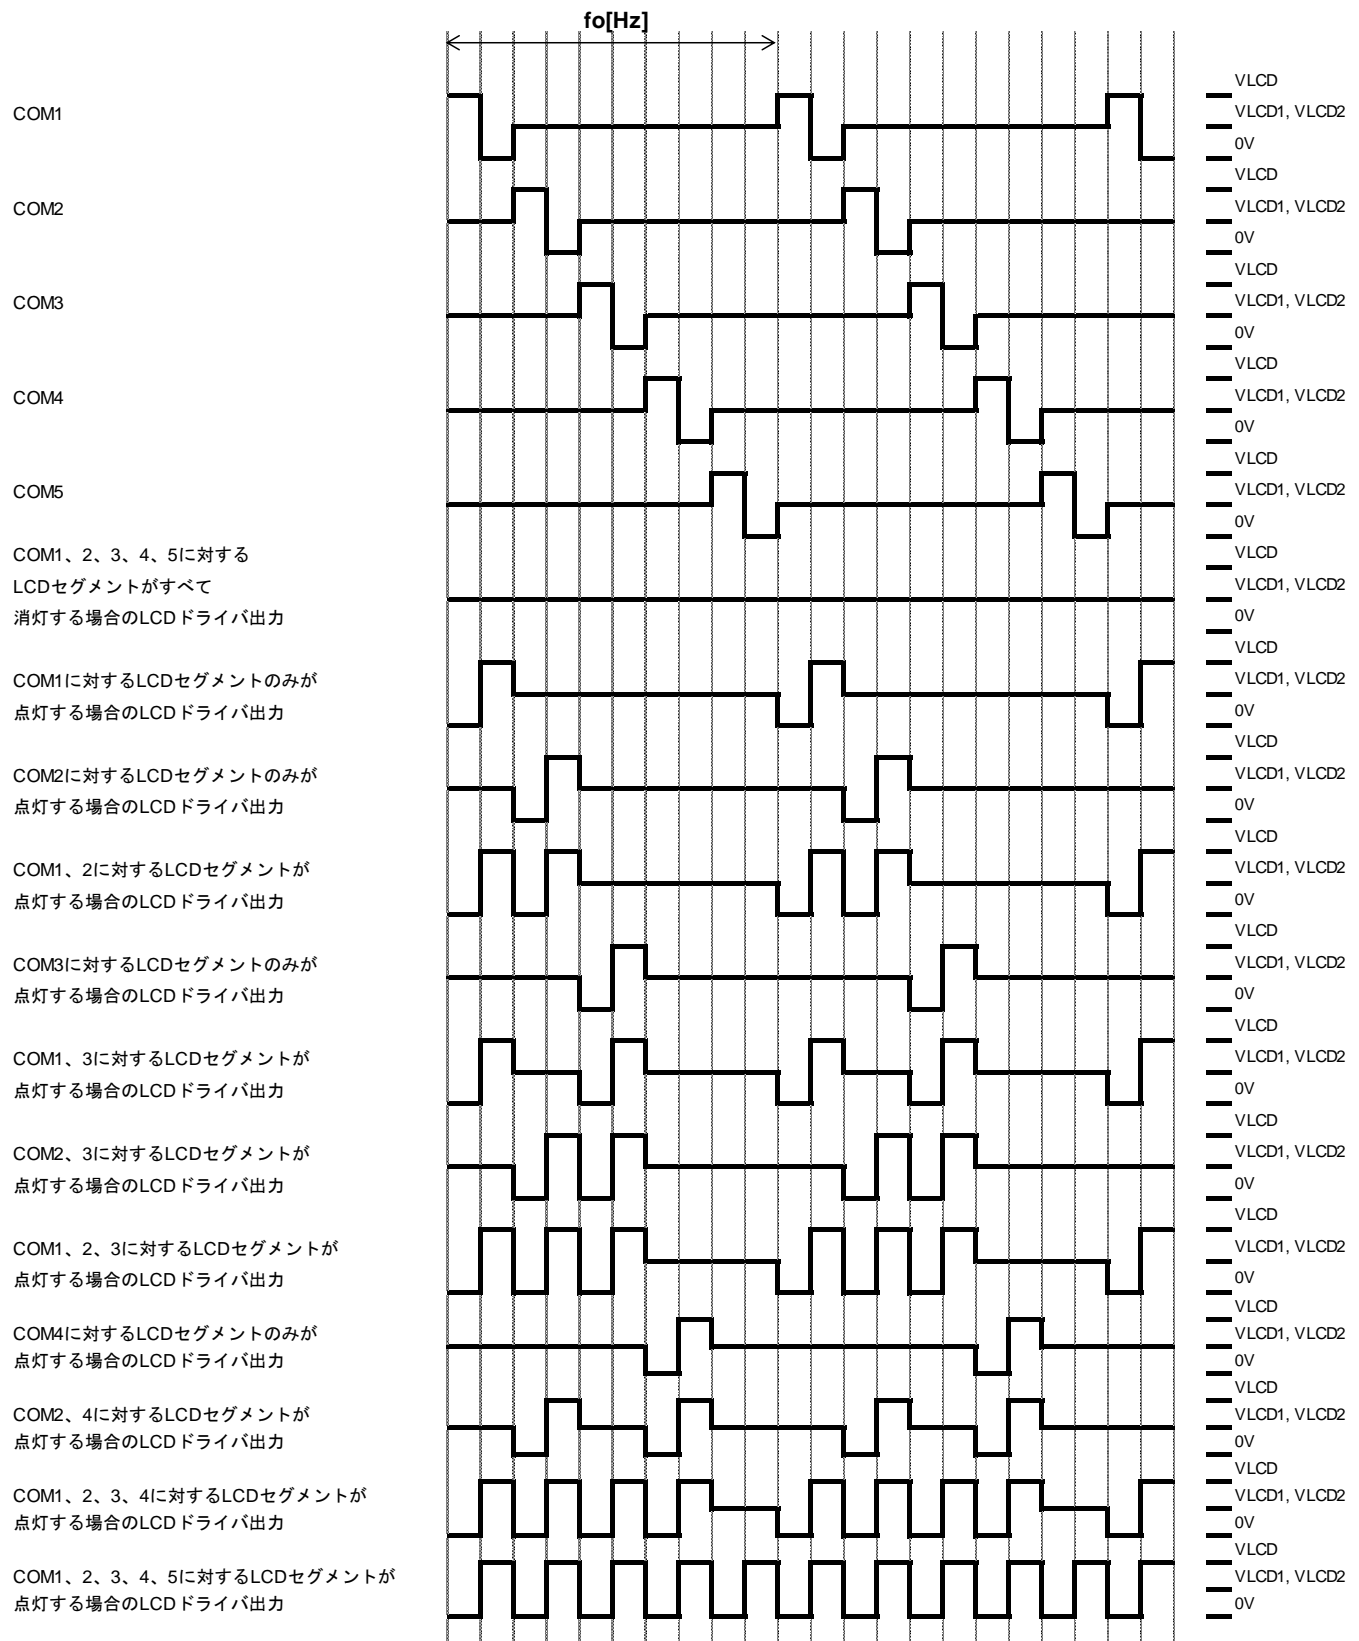 fo[Hz]
COM1
VLCD
VLCD1, VLCD2
0V
COM2
VLCD
VLCD1, VLCD2
0V
COM3
VLCD
VLCD1, VLCD2
0V
COM4
VLCD
VLCD1, VLCD2
0V
COM5
VLCD
VLCD1, VLCD2
0V
COM1、2、3、4、5に対する
LCDセグメントがすべて
消灯する場合のLCDドライバ出力
VLCD
VLCD1, VLCD2
0V
COM1に対するLCDセグメントのみが
点灯する場合のLCDドライバ出力
VLCD
VLCD1, VLCD2
0V
COM2に対するLCDセグメントのみが
点灯する場合のLCDドライバ出力
VLCD
VLCD1, VLCD2
0V
COM1、2に対するLCDセグメントが
点灯する場合のLCDドライバ出力
VLCD
VLCD1, VLCD2
0V
COM3に対するLCDセグメントのみが
点灯する場合のLCDドライバ出力
VLCD
VLCD1, VLCD2
0V
COM1、3に対するLCDセグメントが
点灯する場合のLCDドライバ出力
VLCD
VLCD1, VLCD2
0V
COM2、3に対するLCDセグメントが
点灯する場合のLCDドライバ出力
VLCD
VLCD1, VLCD2
0V
COM1、2、3に対するLCDセグメントが
点灯する場合のLCDドライバ出力
VLCD
VLCD1, VLCD2
0V
COM4に対するLCDセグメントのみが
点灯する場合のLCDドライバ出力
VLCD
VLCD1, VLCD2
0V
COM2、4に対するLCDセグメントが
点灯する場合のLCDドライバ出力
VLCD
VLCD1, VLCD2
0V
COM1、2、3、4に対するLCDセグメントが
点灯する場合のLCDドライバ出力
VLCD
VLCD1, VLCD2
0V
COM1、2、3、4、5に対するLCDセグメントが
点灯する場合のLCDドライバ出力
VLCD
VLCD1, VLCD2
0V